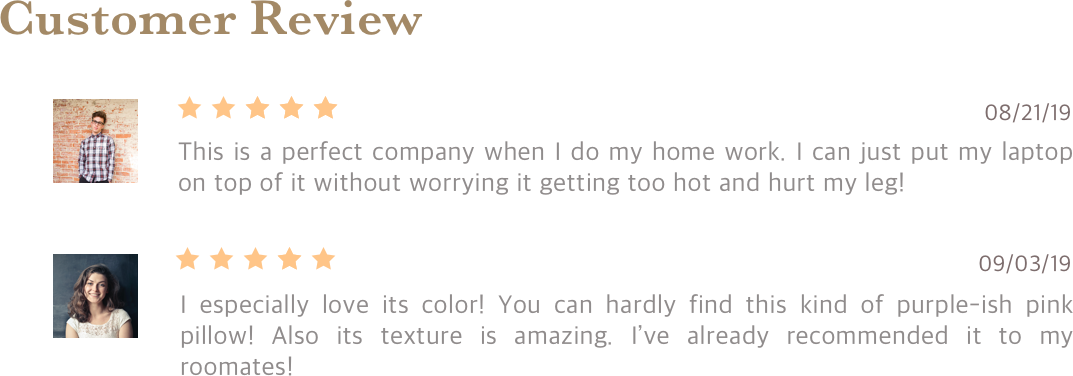 Customer Review
08/21/19
This is a perfect company when I do my home work. I can just put my laptop
on top of it without worrying it getting too hot and hurt my leg!
09/03/19
I especially love its color! You can hardly find this kind of purple-ish pink
pillow! Also its texture is amazing. I’ve already recommended it to my
roomates!